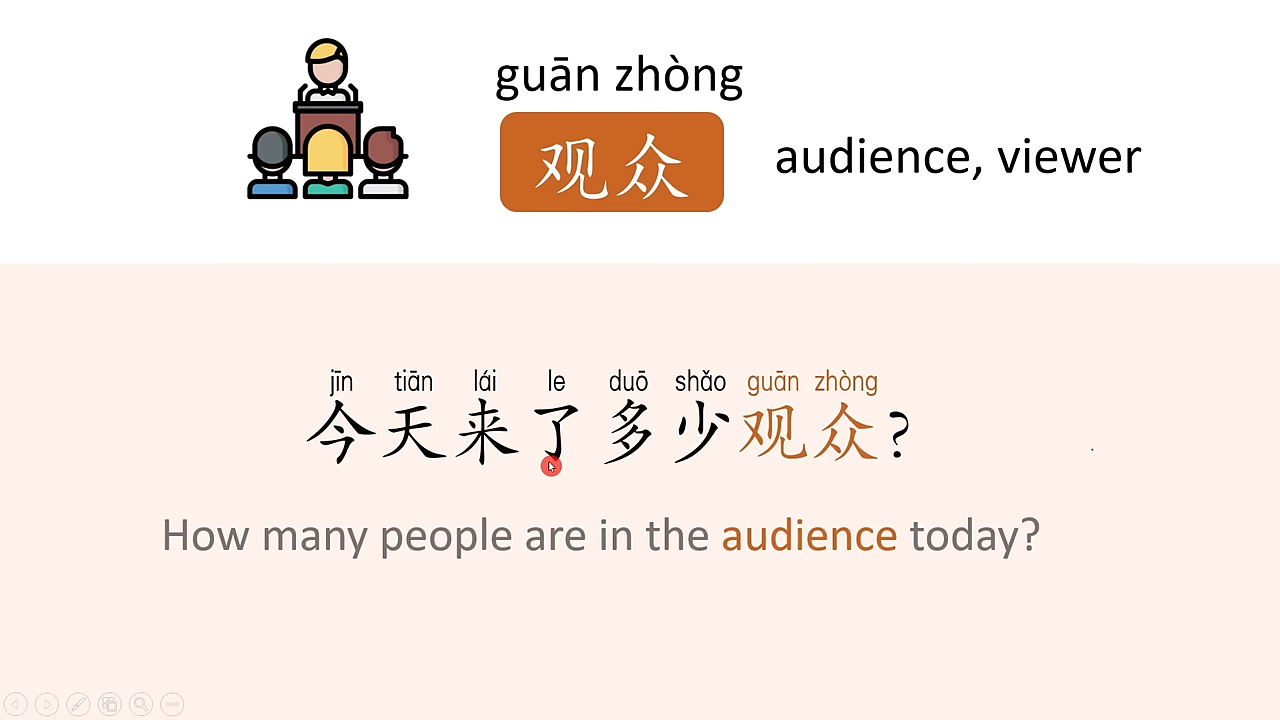 guān zhòng
观众
audience, viewer
jīn tiān lái le duō shǎo guān zhòng
今天来了多少观众?
How many people are in the audience today?